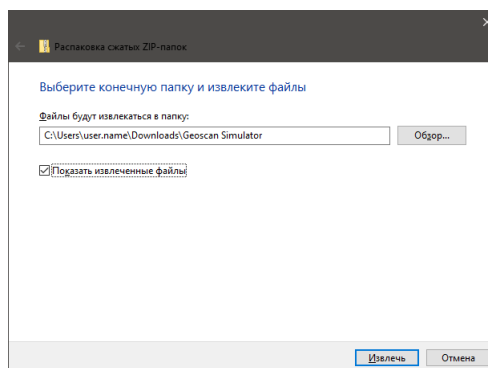 Распаковка сжатых ZIP-папок
Выберите конечную папку и извлеките файлы
Файлы будут извлекаться в папку:
C:\Users\user.name\Downloads\Geoscan Simulator
Обзор...
Показать извлеченные файлы
Извлечь
Отмена